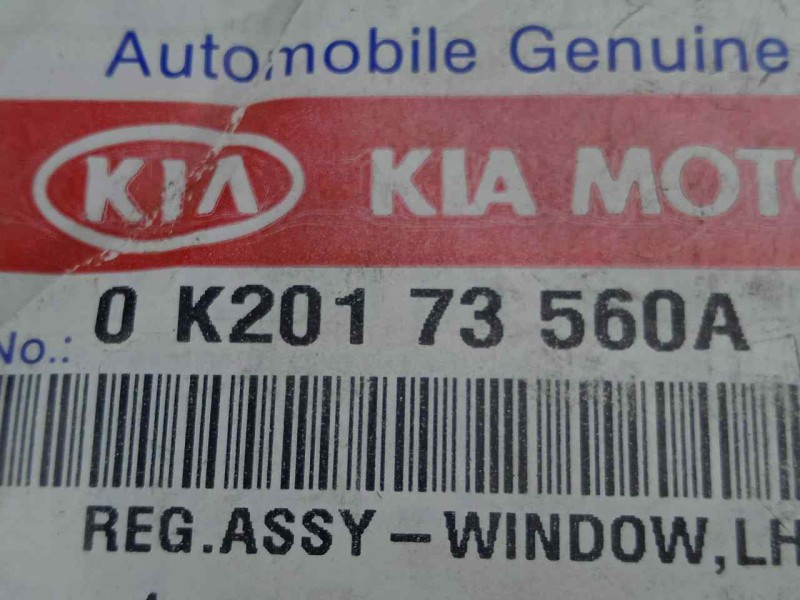 Automobile Genuine
KIA KIA MOTO
No.: 0 K201 73 560A
REG.ASSY-WINDOW,LH